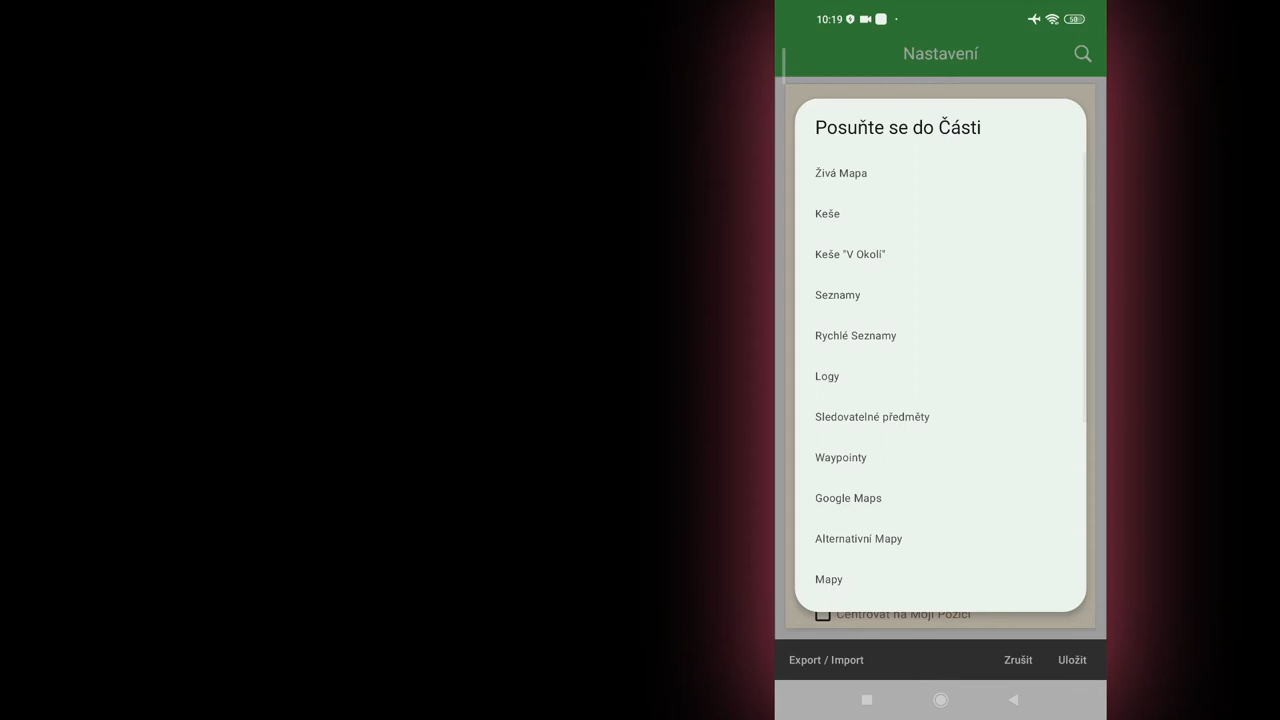 10:19
50
Nastavení
Posuňte se do Části
Živá Mapa
Keše
Keše "V Okolí"
Seznamy
Rychlé Seznamy
Logy
Sledovatelné předměty
Waypointy
Google Maps
Alternativní Mapy
Mapy
Centrovat na Moji Pozici
Export / Import
Zrušit
Uložit